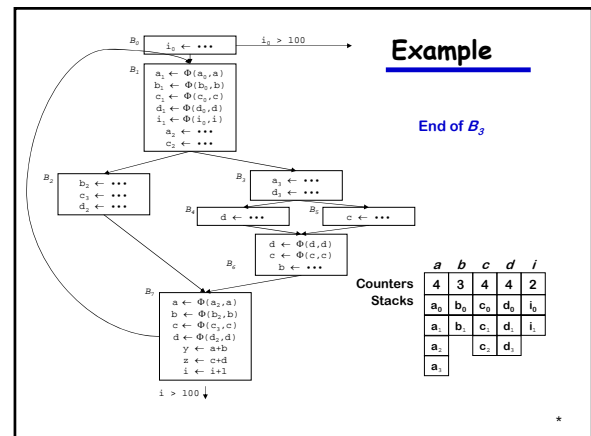 Example
End of B₃
B₀
i₀ ← •••
i₀ > 100
B₁
a₁ ← Φ(a₀,a)
b₁ ← Φ(b₀,b)
c₁ ← Φ(c₀,c)
d₁ ← Φ(d₀,d)
i₁ ← Φ(i₀,i)
a₂ ← •••
c₂ ← •••
B₂
b₂ ← •••
c₃ ← •••
d₂ ← •••
B₃
a₃ ← •••
d₃ ← •••
B₄
d ← •••
B₅
c ← •••
B₆
d ← Φ(d,d)
c ← Φ(c,c)
b ← •••
B₇
a ← Φ(a₂,a)
b ← Φ(b₂,b)
c ← Φ(c₃,c)
d ← Φ(d₂,d)
y ← a+b
z ← c+d
i ← i+1
i > 100
a b c d i
Counters 4 3 4 4 2
Stacks a₀ b₀ c₀ d₀ i₀
a₁ b₁ c₁ d₁ i₁
a₂ c₂ d₃
a₃
*